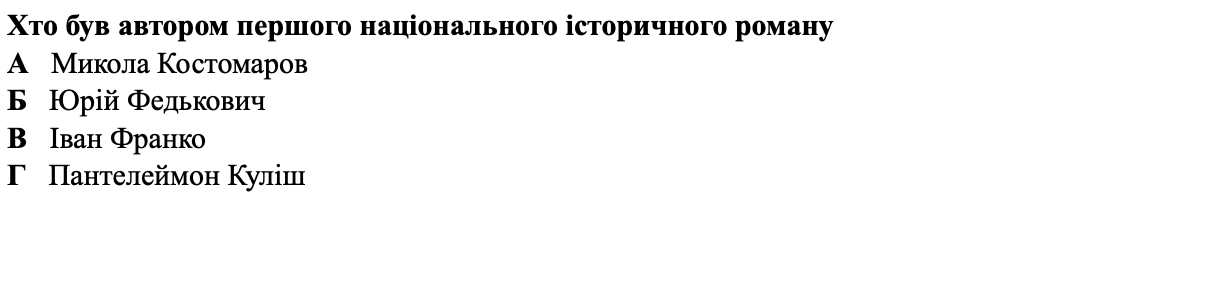 Хто був автором першого національного історичного роману
А Микола Костомаров
Б Юрій Федькович
В Іван Франко
Г Пантелеймон Куліш